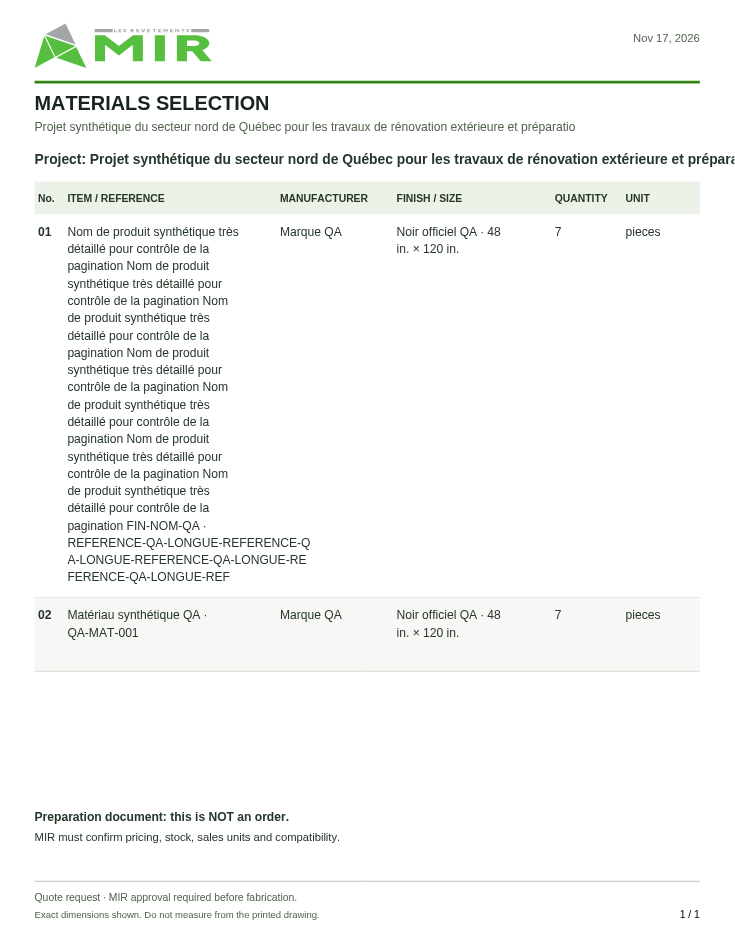 LES REVÊTEMENTS
MIR
Nov 17, 2026
MATERIALS SELECTION
Projet synthétique du secteur nord de Québec pour les travaux de rénovation extérieure et préparatio
Project: Projet synthétique du secteur nord de Québec pour les travaux de rénovation extérieure et prépara
No. ITEM / REFERENCE MANUFACTURER FINISH / SIZE QUANTITY UNIT
01 Nom de produit synthétique très Marque QA Noir officiel QA · 48 7 pieces
détaillé pour contrôle de la in. × 120 in.
pagination Nom de produit
synthétique très détaillé pour
contrôle de la pagination Nom
de produit synthétique très
détaillé pour contrôle de la
pagination Nom de produit
synthétique très détaillé pour
contrôle de la pagination Nom
de produit synthétique très
détaillé pour contrôle de la
pagination Nom de produit
synthétique très détaillé pour
contrôle de la pagination Nom
de produit synthétique très
détaillé pour contrôle de la
pagination FIN-NOM-QA ·
REFERENCE-QA-LONGUE-REFERENCE-Q
A-LONGUE-REFERENCE-QA-LONGUE-RE
FERENCE-QA-LONGUE-REF
02 Matériau synthétique QA · Marque QA Noir officiel QA · 48 7 pieces
QA-MAT-001 in. × 120 in.
Preparation document: this is NOT an order.
MIR must confirm pricing, stock, sales units and compatibility.
Quote request · MIR approval required before fabrication.
Exact dimensions shown. Do not measure from the printed drawing.
1 / 1